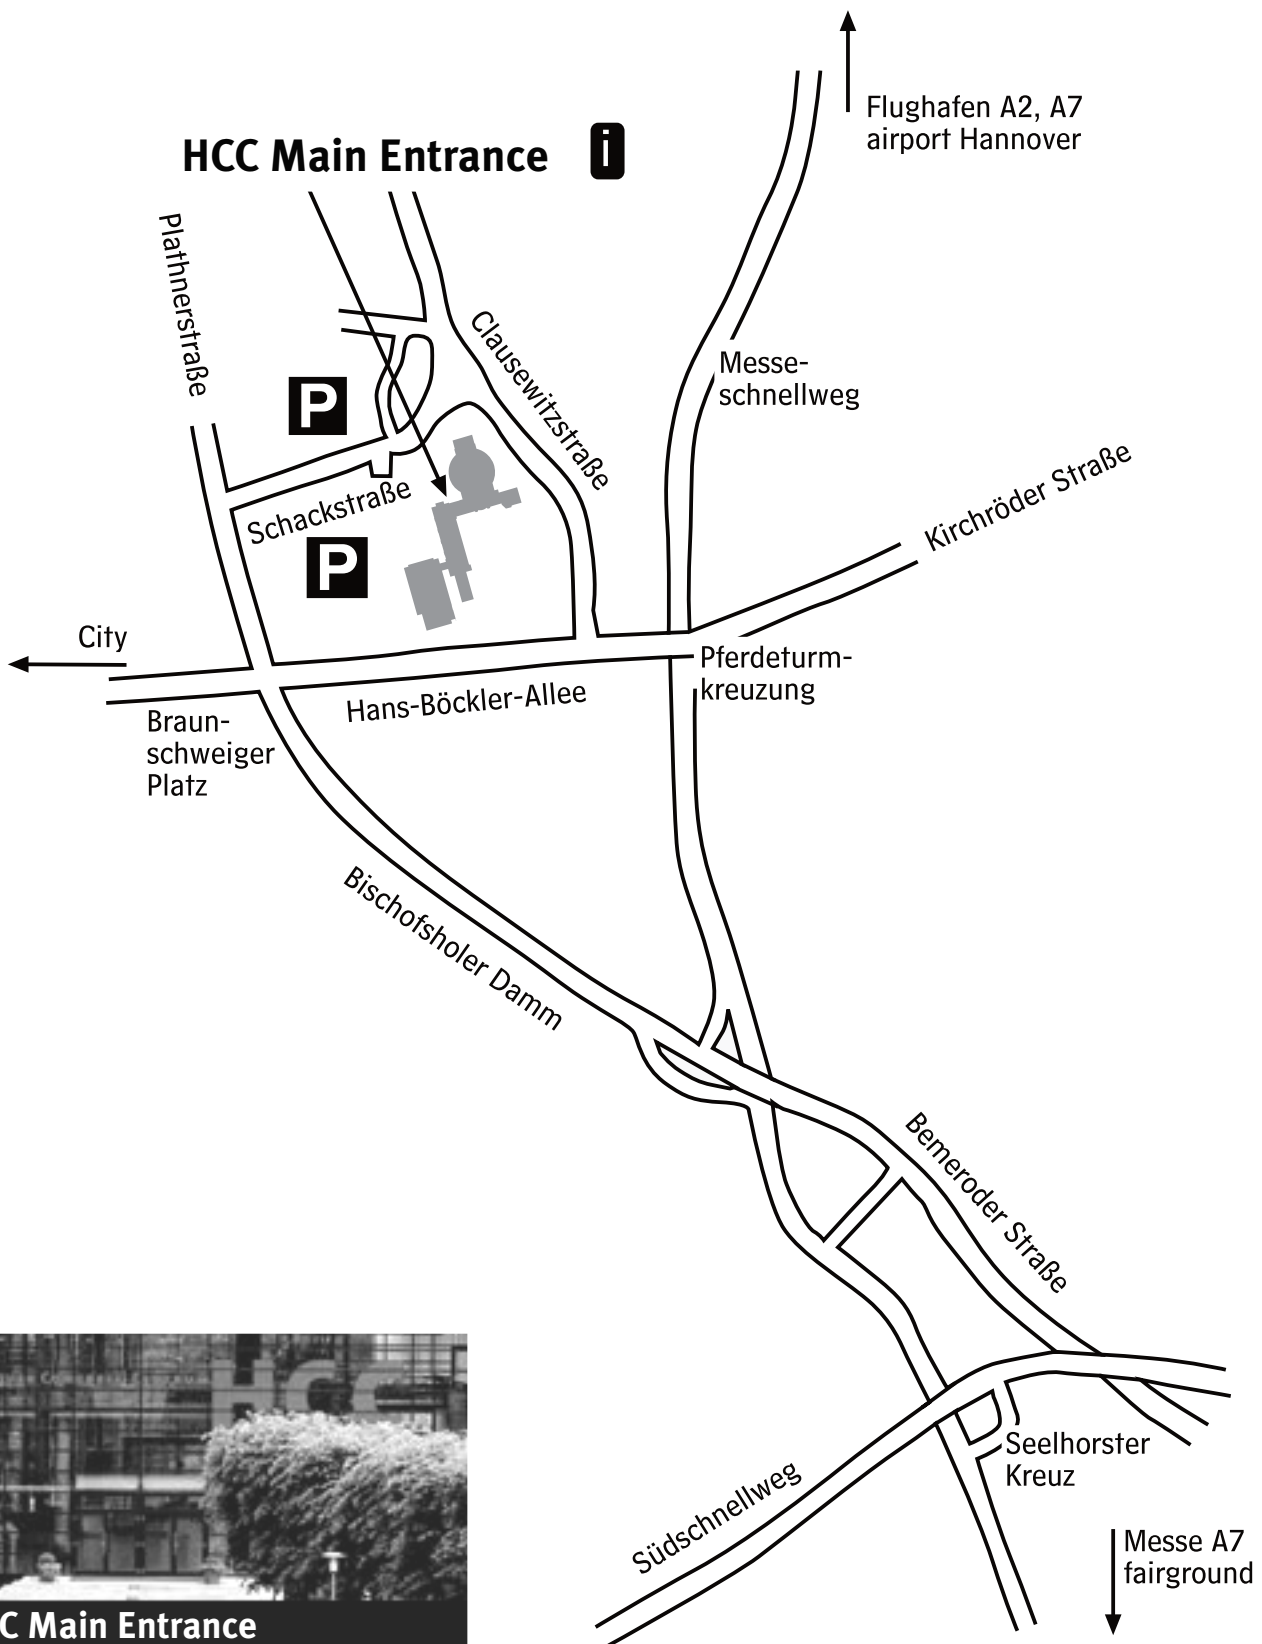 Flughafen A2, A7
airport Hannover
HCC Main Entrance
i
Plathnerstraße
Clausewitzstraße
Messe-
schnellweg
P
Kirchröder Straße
Schackstraße
P
City
Pferdeturm-
kreuzung
Hans-Böckler-Allee
Braun-
schweiger
Platz
Bischofsholer Damm
Bemeroder Straße
HCC
Seelhorster
Kreuz
Südschnellweg
Messe A7
fairground
C Main Entrance